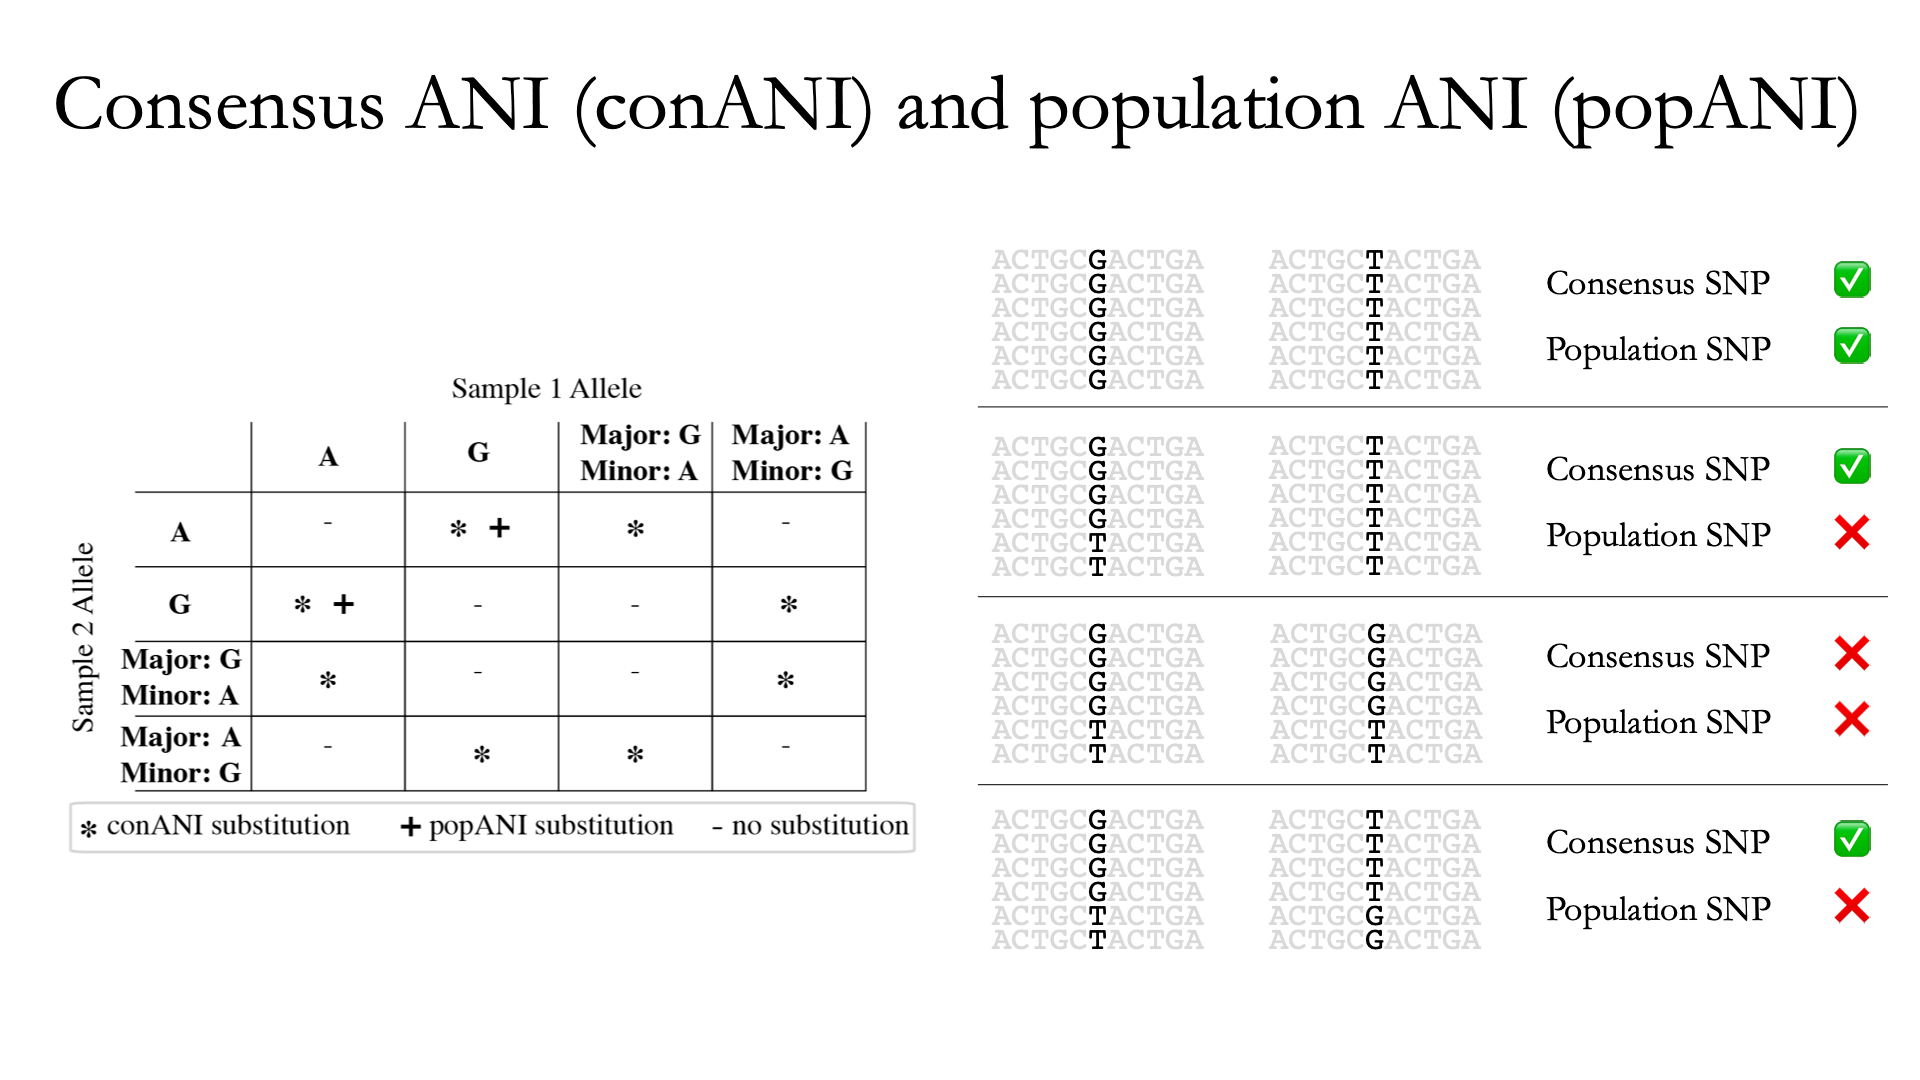 Consensus ANI (conANI) and population ANI (popANI)
Sample 1 Allele
A
G
Major: G
Minor: A
Major: A
Minor: G
Sample 2 Allele
A
-
* +
*
-
G
* +
-
-
*
Major: G
Minor: A
*
-
-
*
Major: A
Minor: G
-
*
*
-
* conANI substitution + popANI substitution - no substitution
ACTGCGACTGA ACTGCTACTGA
ACTGCGACTGA ACTGCTACTGA
ACTGCGACTGA ACTGCTACTGA
ACTGCGACTGA ACTGCTACTGA
ACTGCGACTGA ACTGCTACTGA
ACTGCGACTGA ACTGCTACTGA
Consensus SNP ✅
Population SNP ✅
ACTGCGACTGA ACTGCTACTGA
ACTGCGACTGA ACTGCTACTGA
ACTGCGACTGA ACTGCTACTGA
ACTGCGACTGA ACTGCTACTGA
ACTGCTACTGA ACTGCTACTGA
ACTGCTACTGA ACTGCTACTGA
Consensus SNP ✅
Population SNP ❌
ACTGCGACTGA ACTGCGACTGA
ACTGCGACTGA ACTGCGACTGA
ACTGCGACTGA ACTGCGACTGA
ACTGCGACTGA ACTGCGACTGA
ACTGCTACTGA ACTGCTACTGA
ACTGCTACTGA ACTGCTACTGA
Consensus SNP ❌
Population SNP ❌
ACTGCGACTGA ACTGCTACTGA
ACTGCGACTGA ACTGCTACTGA
ACTGCGACTGA ACTGCTACTGA
ACTGCGACTGA ACTGCTACTGA
ACTGCTACTGA ACTGCGACTGA
ACTGCTACTGA ACTGCGACTGA
Consensus SNP ✅
Population SNP ❌